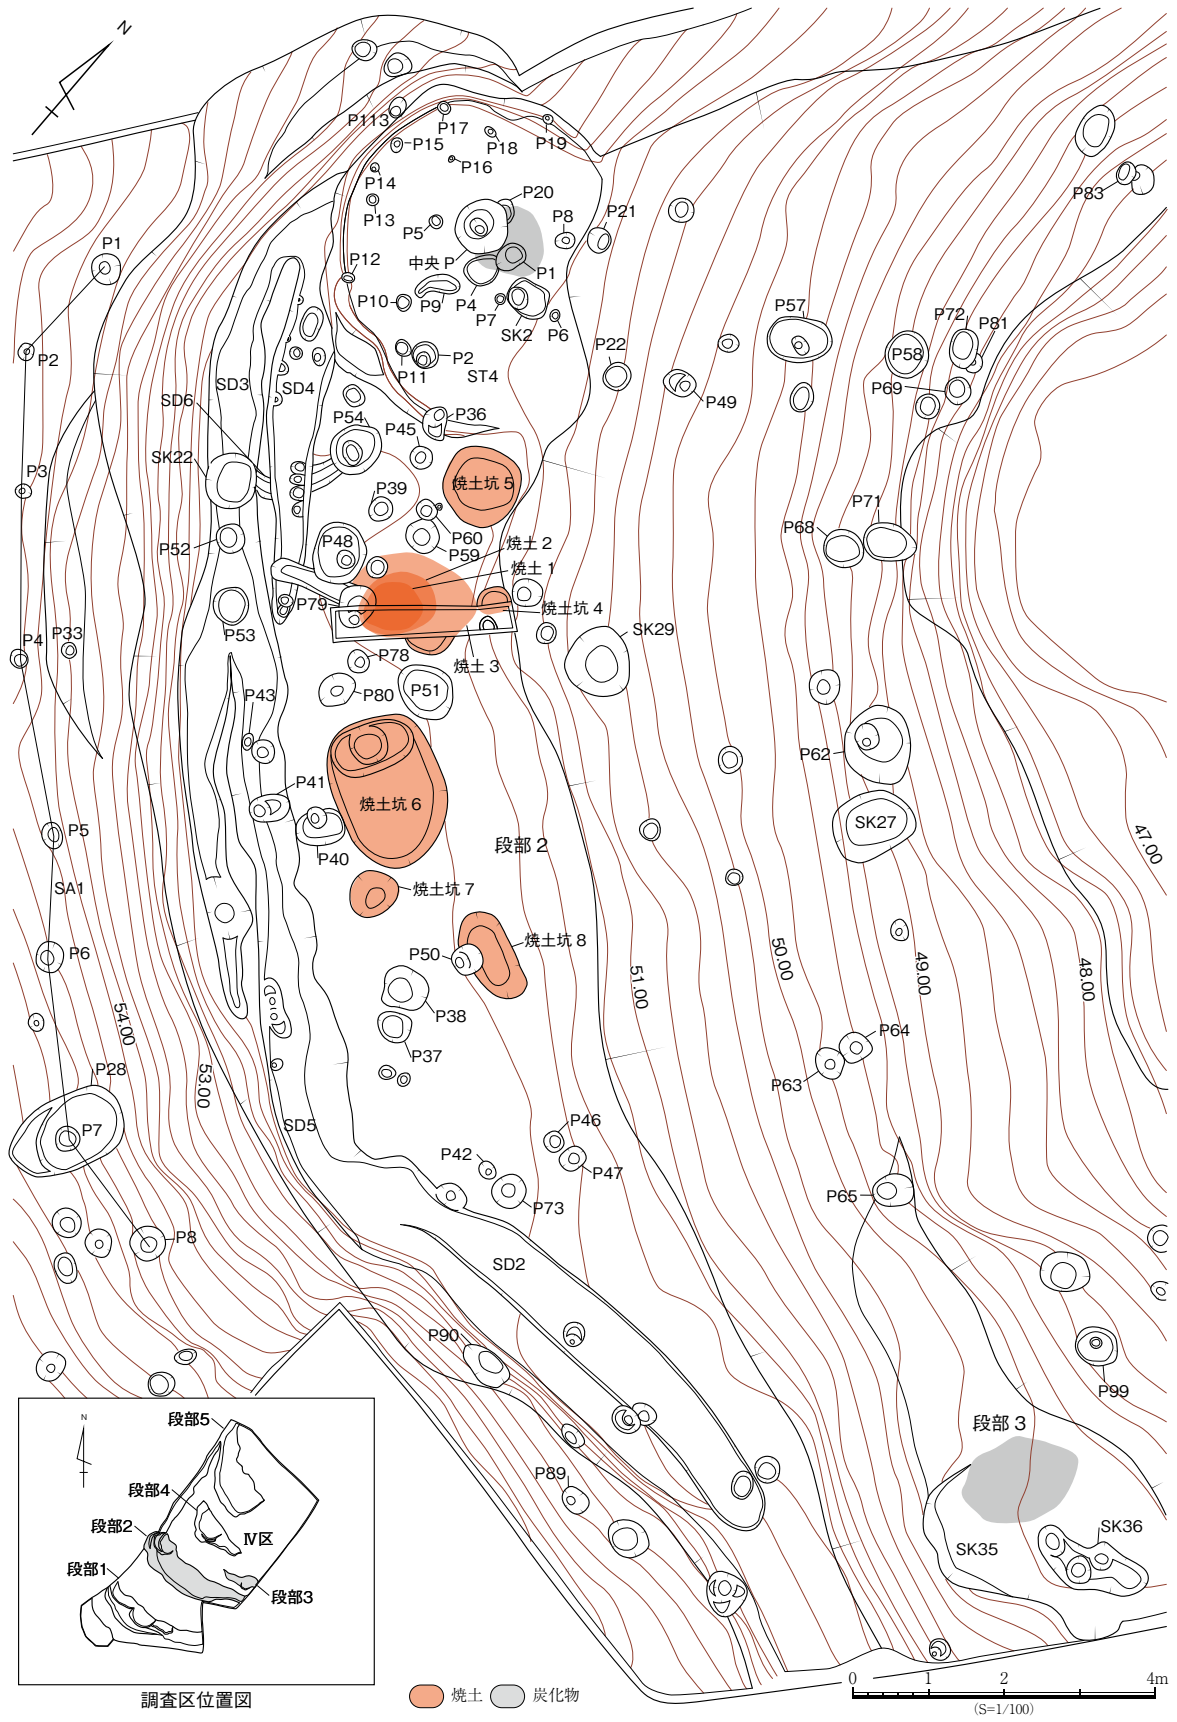 N
P113
P17
P15
P18
P19
P16
P14
P13
P20
P5
P8
P21
P83
P1
中央 P
P12
P1
P10
P9
P4
P7
SK2
P6
P57
P72
P81
P2
P22
P58
P11
P2
ST4
P69
SD3
SD4
P49
SD6
P54
P36
P45
SK22
焼土坑 5
P3
P39
P71
P68
P48
P60
焼土 2
P52
P59
焼土 1
P79
焼土坑 4
P4
P33
P53
SK29
P78
焼土 3
P80
P51
P43
P62
P41
焼土坑 6
SK27
P5
段部 2
47.00
P40
SA1
焼土坑 7
P50
焼土坑 8
P6
50.00
49.00
48.00
51.00
54.00
P38
P64
P37
P28
53.00
P63
SD5
P46
P7
P42
P47
P65
P73
P8
SD2
P90
P99
段部 3
P89
SK36
SK35
N
段部5
段部4
段部2
Ⅳ区
段部1
段部3
調査区位置図
焼土
炭化物
0 1 2 4m
(S=1/100)